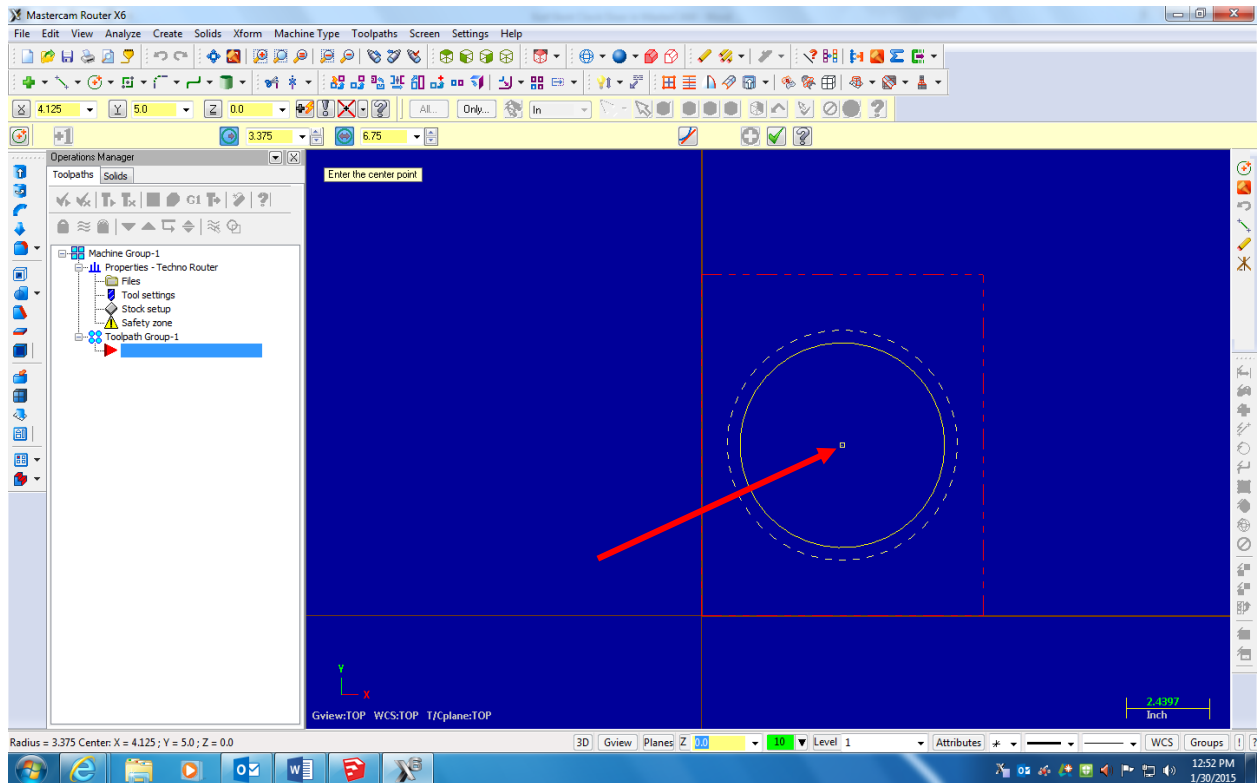 Mastercam Router X6
File Edit View Analyze Create Solids Xform Machine Type Toolpaths Screen Settings Help
X 4.125 Y 5.0 Z 0.0 All... Only... In
+1 3.375 6.75
Operations Manager
Toolpaths Solids
G1
Machine Group-1
Properties - Techno Router
Files
Tool settings
Stock setup
Safety zone
Toolpath Group-1
Enter the center point
Y
X
Gview:TOP WCS:TOP T/Cplane:TOP
2.4397
Inch
Radius = 3.375 Center: X = 4.125 ; Y = 5.0 ; Z = 0.0 3D Gview Planes Z 0.0 10 Level 1 Attributes WCS Groups ! ?
12:52 PM
1/30/2015